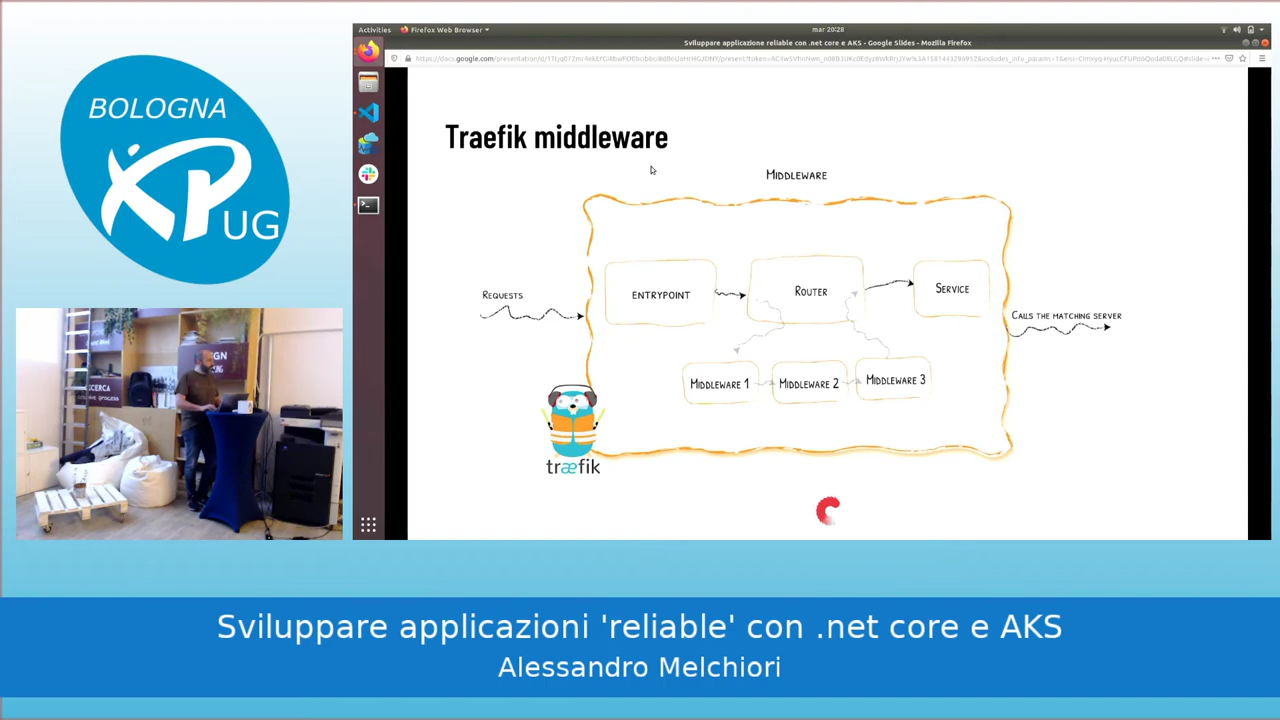 BOLOGNA
XP
UG
Activities
Firefox Web Browser
mar 20:28
Sviluppare applicazione reliable con .net core e AKS - Google Slides - Mozilla Firefox
Traefik middleware
MIDDLEWARE
REQUESTS
ENTRYPOINT
ROUTER
SERVICE
CALLS THE MATCHING SERVER
MIDDLEWARE 1
MIDDLEWARE 2
MIDDLEWARE 3
træfik
Sviluppare applicazioni 'reliable' con .net core e AKS
Alessandro Melchiori